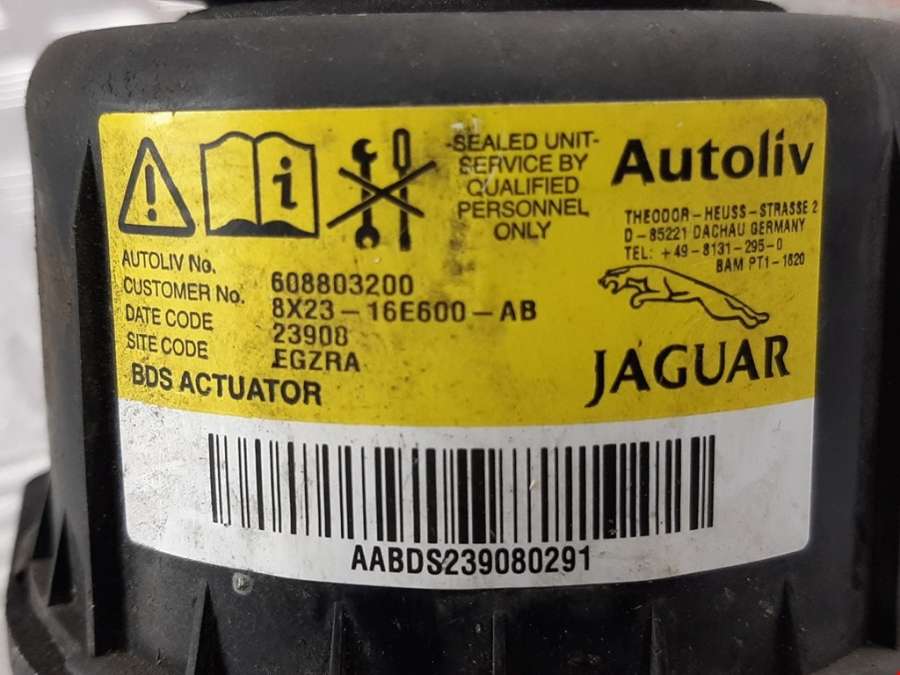 -SEALED UNIT-
SERVICE BY
QUALIFIED
PERSONNEL
ONLY
Autoliv
THEODOR-HEUSS-STRASSE 2
D-85221 DACHAU GERMANY
TEL: +49-8131-295-0
BAM PT1-1820
AUTOLIV No. 608803200
CUSTOMER No. 8X23-16E600-AB
DATE CODE 23908
SITE CODE EGZRA
BDS ACTUATOR
JAGUAR
AABDS239080291